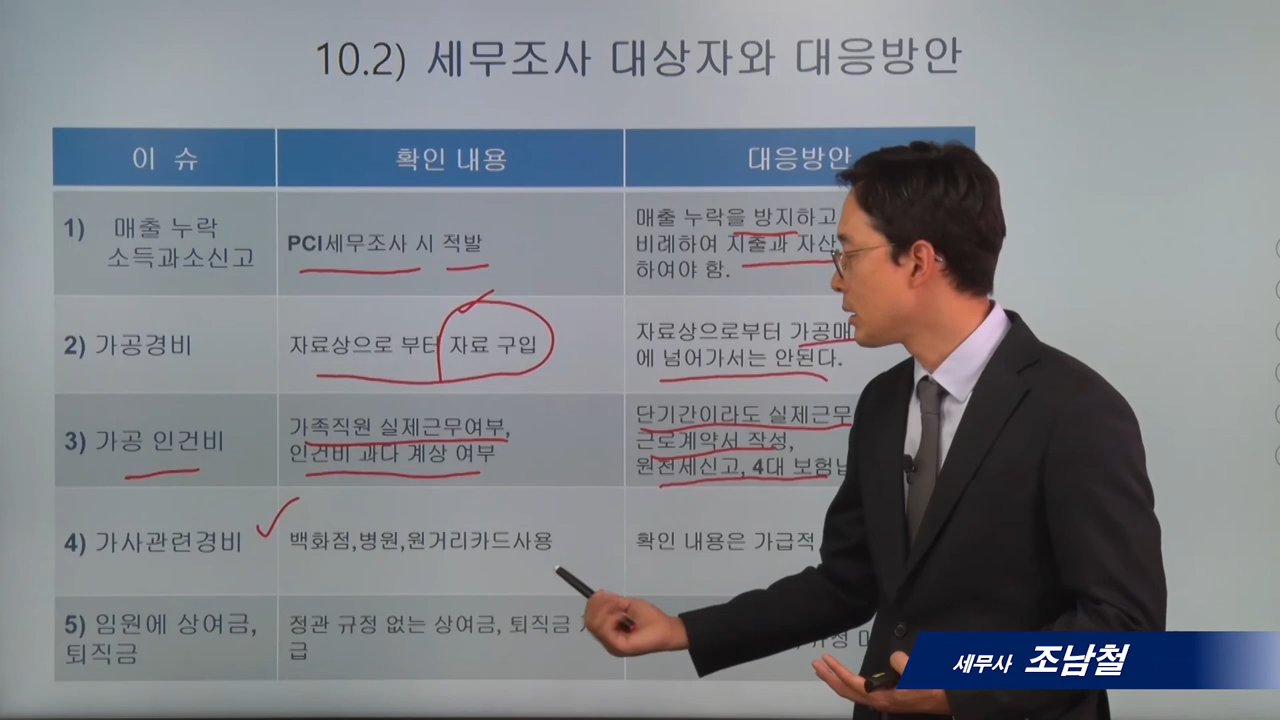 10.2) 세무조사 대상자와 대응방안
이 슈
확인 내용
대응방안
1) 매출 누락
소득과소신고
PCI세무조사 시 적발
매출 누락을 방지하고
비례하여 지출과 자산
하여야 함.
2) 가공경비
자료상으로 부터 자료 구입
자료상으로부터 가공매
에 넘어가서는 안된다.
3) 가공 인건비
가족직원 실제근무여부,
인건비 과다 계상 여부
단기간이라도 실제근무
근로계약서 작성,
원천세신고, 4대 보험납
4) 가사관련경비
백화점,병원,원거리카드사용
확인 내용은 가급적
5) 임원에 상여금,
퇴직금
정관 규정 없는 상여금, 퇴직금
급
세무사 조남철